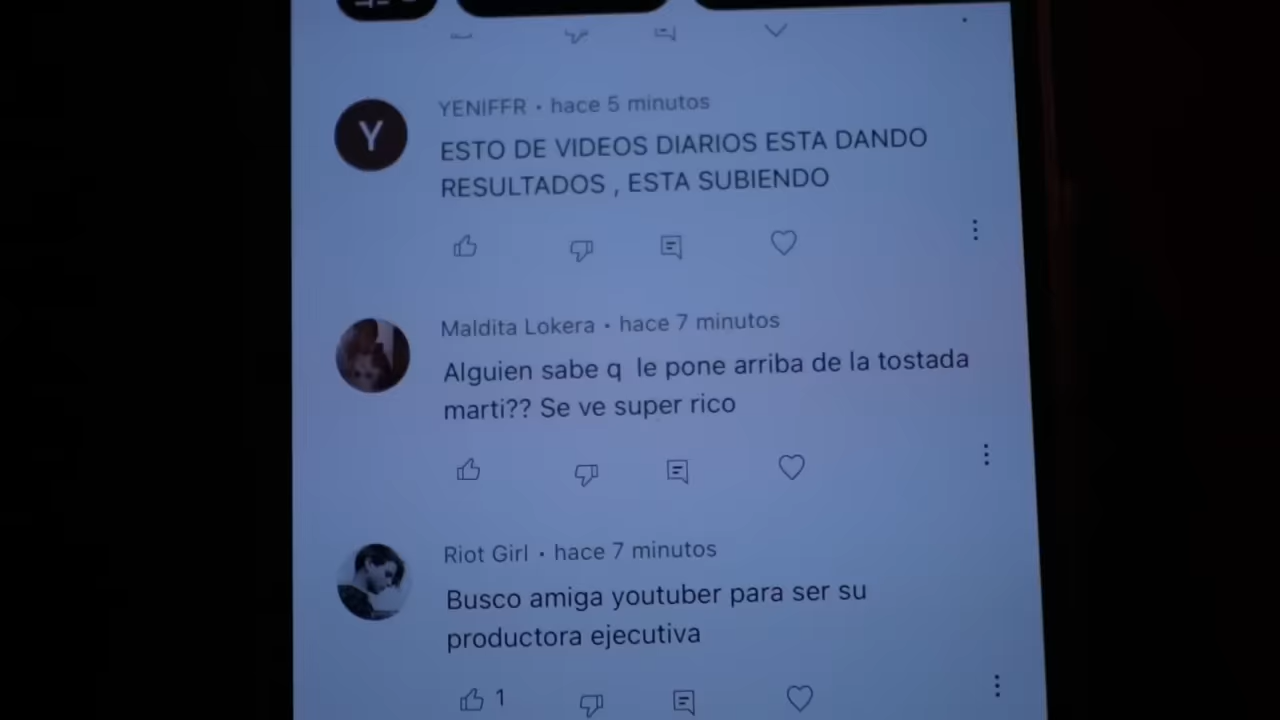 YENIFFR • hace 5 minutos
Y
ESTO DE VIDEOS DIARIOS ESTA DANDO
RESULTADOS , ESTA SUBIENDO
Maldita Lokera • hace 7 minutos
Alguien sabe q le pone arriba de la tostada
marti?? Se ve super rico
Riot Girl • hace 7 minutos
Busco amiga youtuber para ser su
productora ejecutiva
1